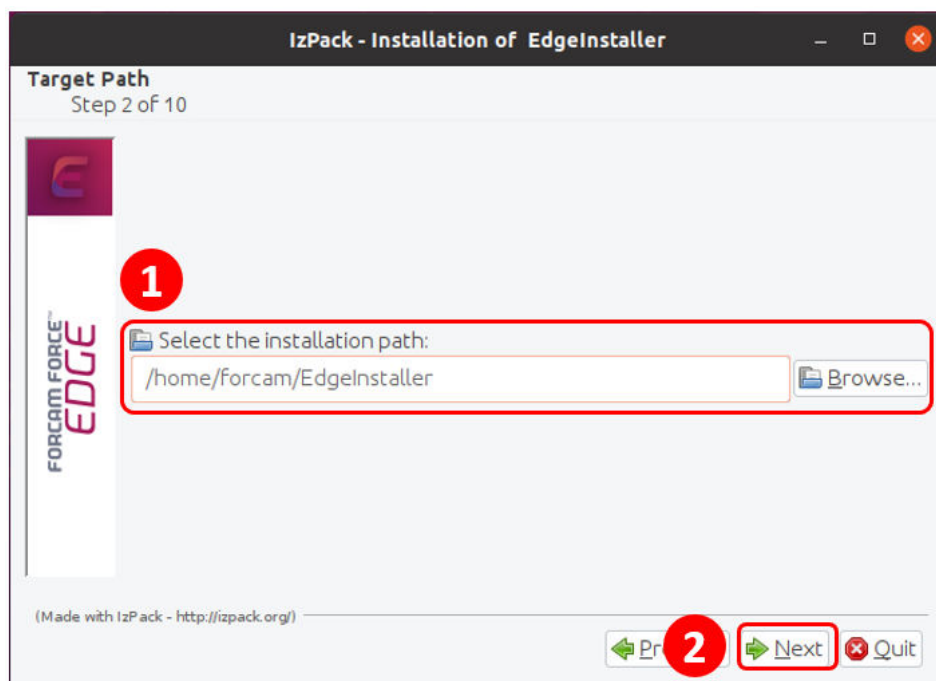 IzPack - Installation of EdgeInstaller
Target Path
Step 2 of 10
1
FORCAM FORCE™
EDGE
Select the installation path:
/home/forcam/EdgeInstaller
Browse...
(Made with IzPack - http://izpack.org/)
2
Next
Quit